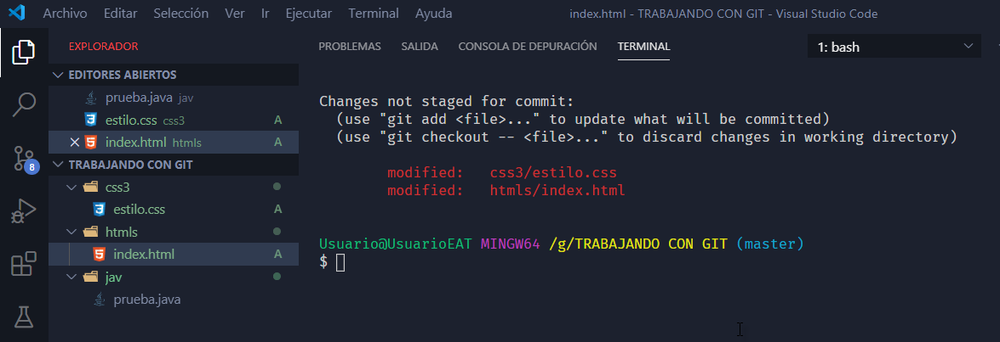 Archivo Editar Selección Ver Ir Ejecutar Terminal Ayuda index.html - TRABAJANDO CON GIT - Visual Studio Code
EXPLORADOR
EDITORES ABIERTOS
prueba.java jav
estilo.css css3 A
index.html htmls A
TRABAJANDO CON GIT
css3
estilo.css A
htmls
index.html A
jav
prueba.java
8
PROBLEMAS SALIDA CONSOLA DE DEPURACIÓN TERMINAL 1: bash
Changes not staged for commit:
(use "git add <file>..." to update what will be committed)
(use "git checkout -- <file>..." to discard changes in working directory)
modified: css3/estilo.css
modified: htmls/index.html
Usuario@UsuarioEAT MINGW64 /g/TRABAJANDO CON GIT (master)
$